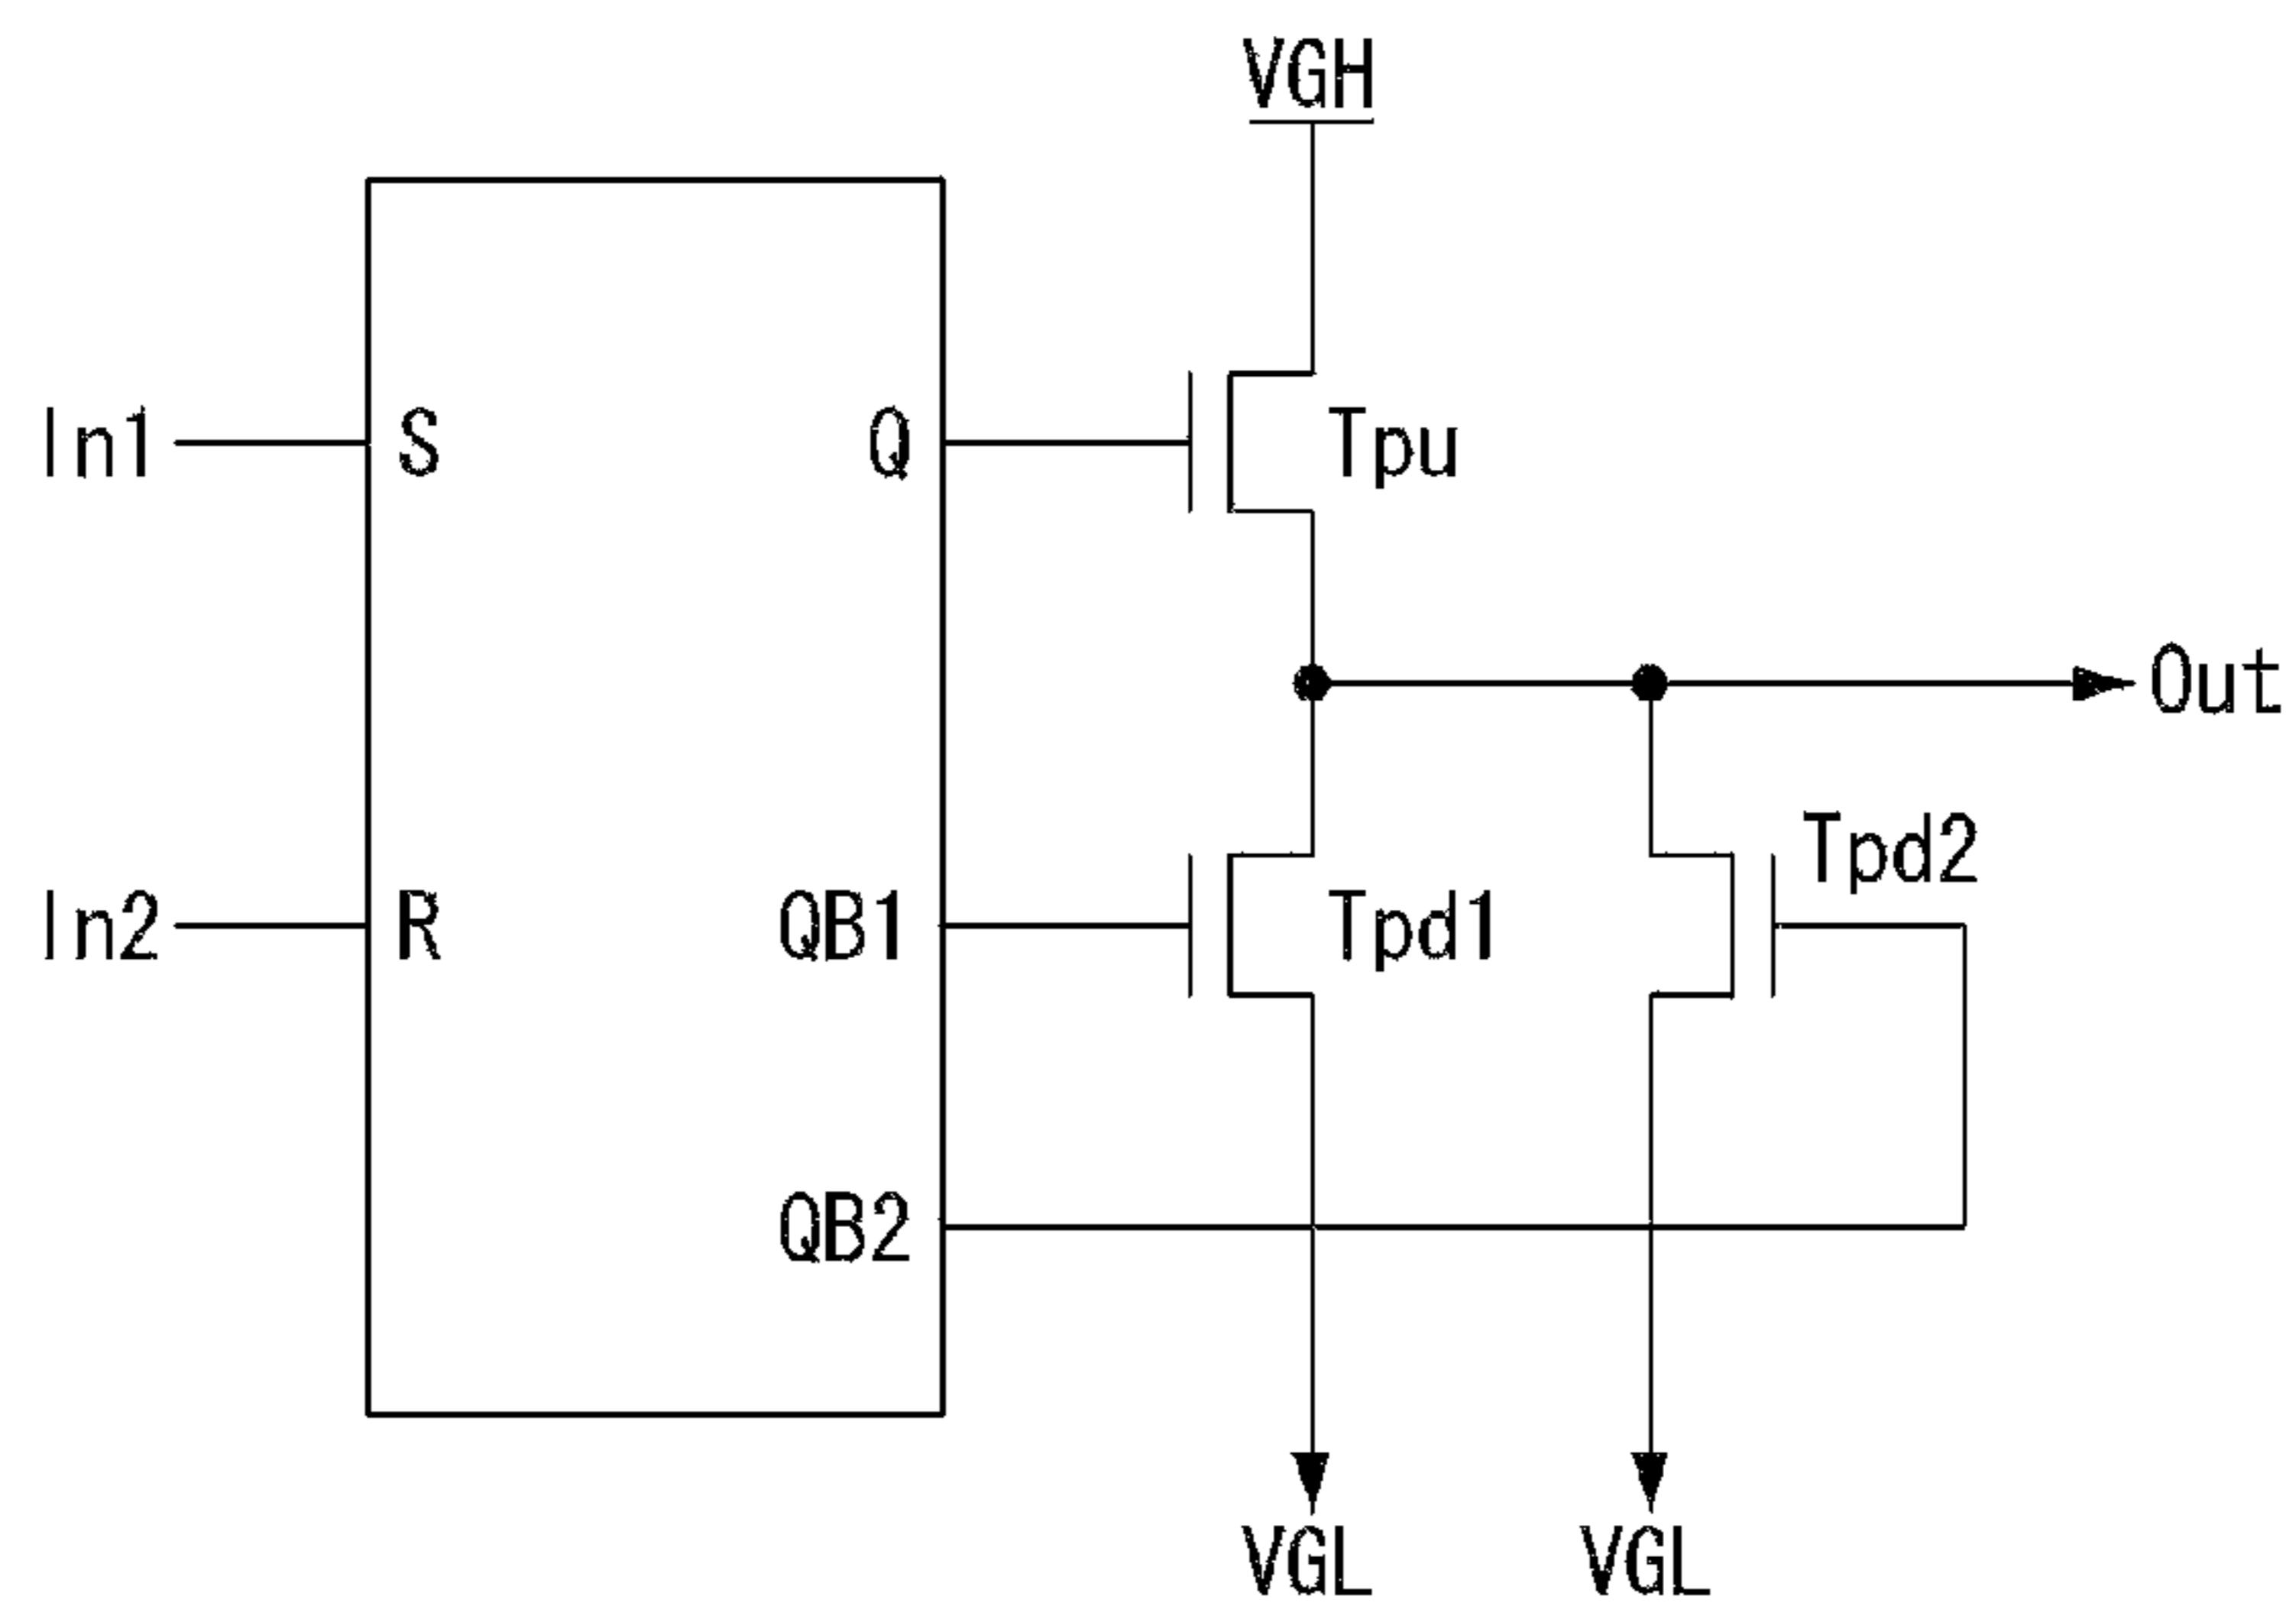 VGH
In1
S
Q
Tpu
Out
Tpd2
In2
R
QB1
Tpd1
QB2
VGL
VGL